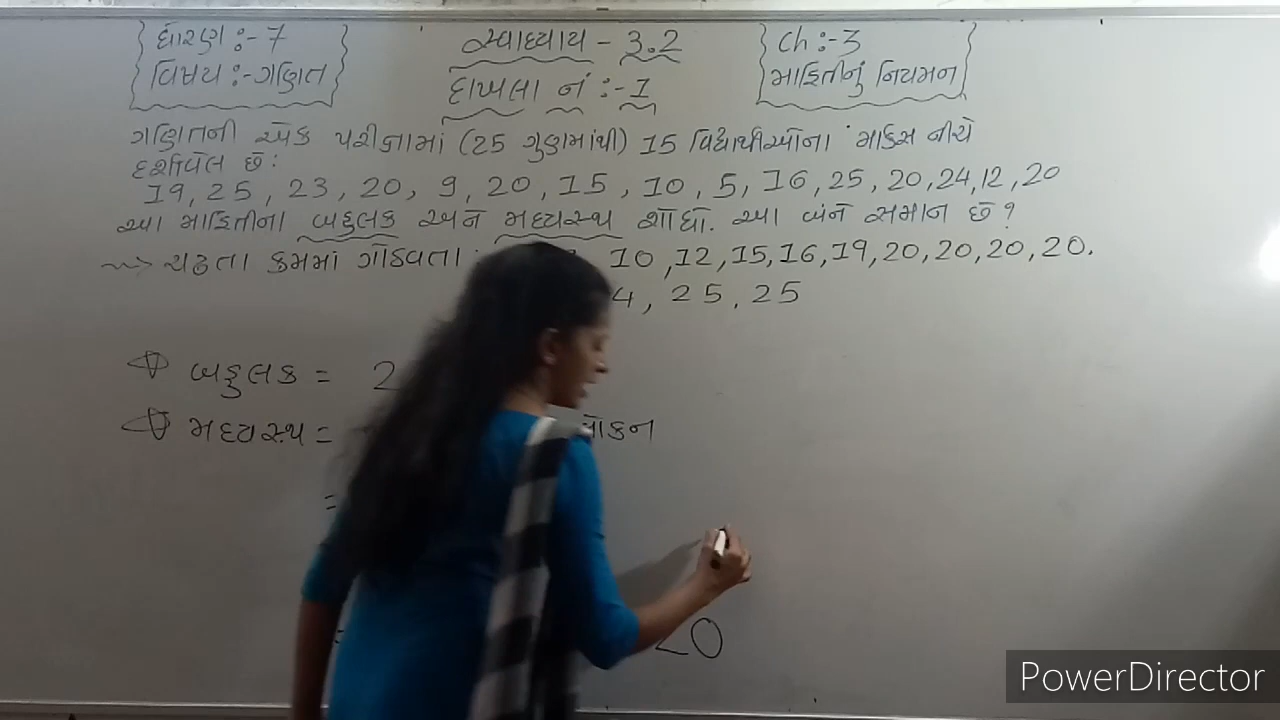 ધોરણ :- 7
વિષય :- ગણિત
સ્વાધ્યાય - 3.2
દાખલા નં :- 1
Ch :- 3
માહિતીનું નિયમન
ગણિતની એક પરીક્ષામાં (25 ગુણમાંથી) 15 વિદ્યાર્થીઓના માર્કસ નીચે
દર્શાવેલ છે:
19, 25, 23, 20, 9, 20, 15, 10, 5, 16, 25, 20, 24, 12, 20
આ માહિતીના બહુલક અને મધ્યસ્થ શોધો. આ બંને સમાન છે ?
ચઢતા ક્રમમાં ગોઠવતા : 10, 12, 15, 16, 19, 20, 20, 20, 20.
4, 25, 25
બહુલક = 2
મધ્યસ્થ =
=
20
PowerDirector